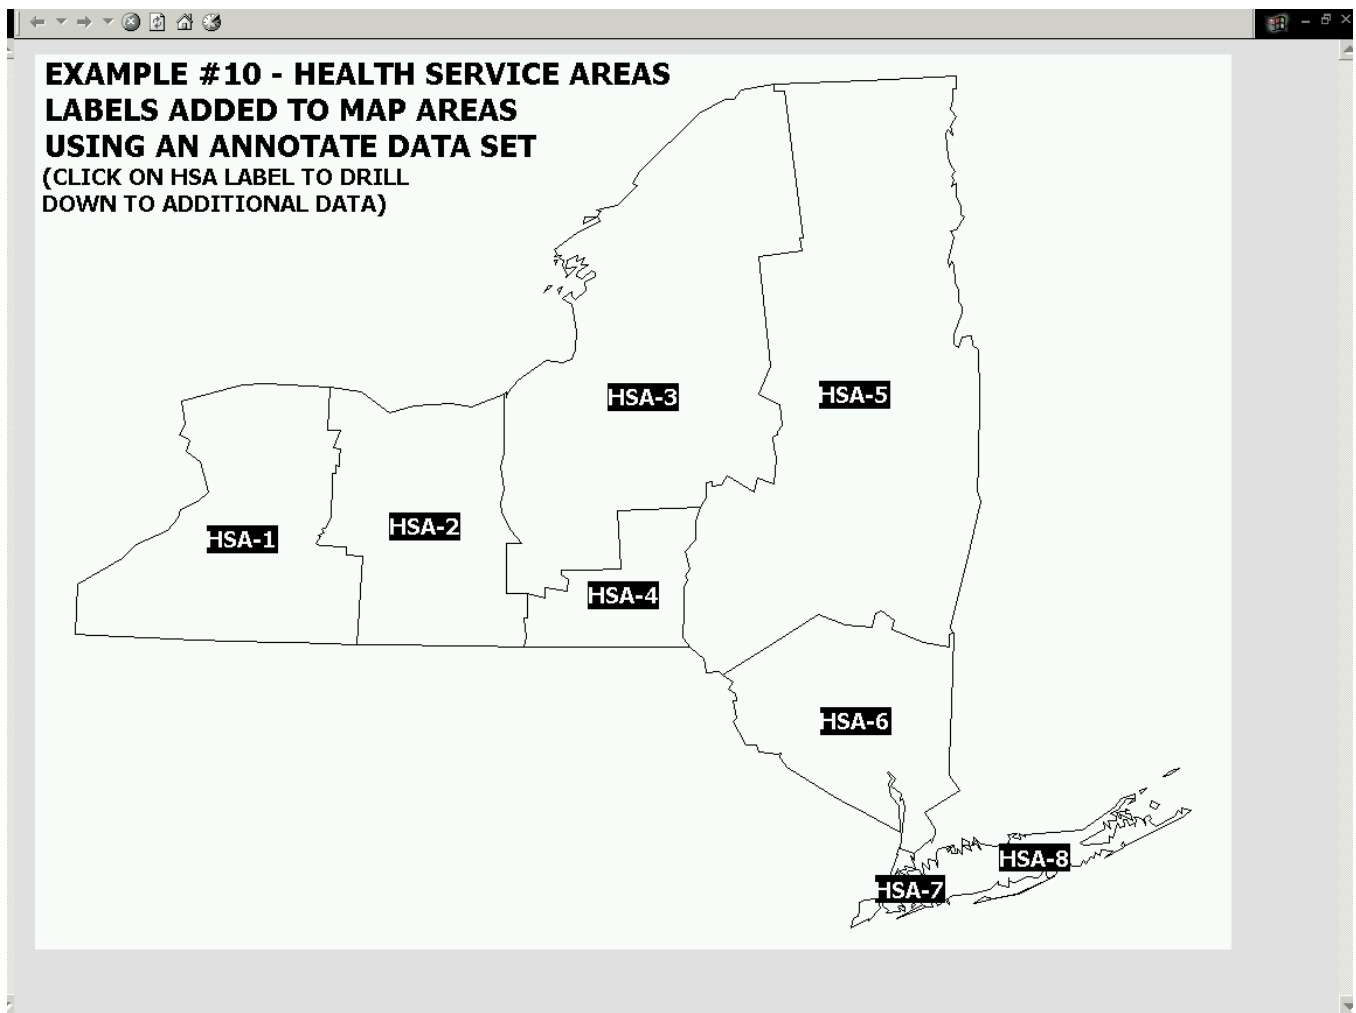 EXAMPLE #10 - HEALTH SERVICE AREAS
LABELS ADDED TO MAP AREAS
USING AN ANNOTATE DATA SET
(CLICK ON HSA LABEL TO DRILL
DOWN TO ADDITIONAL DATA)
HSA-3
HSA-5
HSA-1
HSA-2
HSA-4
HSA-6
HSA-8
HSA-7